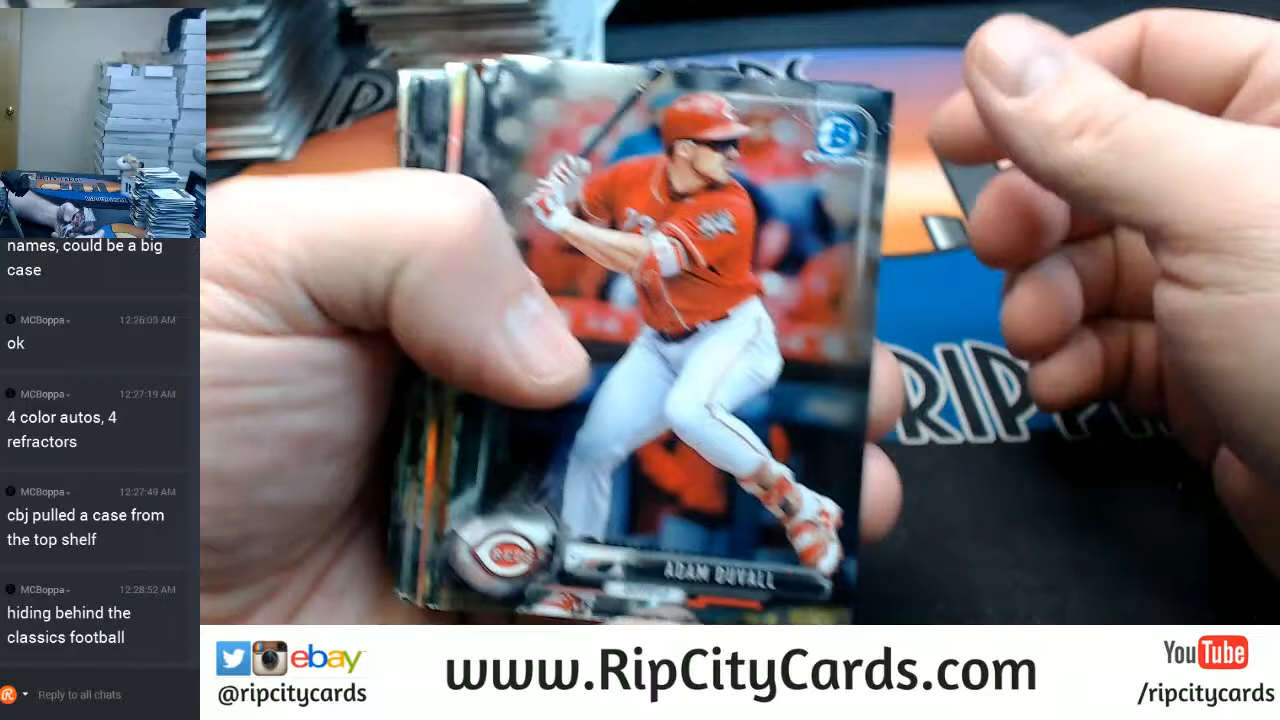 names, could be a big
case
MCBoppa
12:26:03 AM
ok
MCBoppa
12:27:19 AM
4 color autos, 4
refractors
MCBoppa
12:27:49 AM
cbj pulled a case from
the top shelf
MCBoppa
12:28:52 AM
hiding behind the
classics football
Reply to all chats
REDS
ADAM DUVALL
RIP
ebay
@ripcitycards
www.RipCityCards.com
YouTube
/ripcitycards